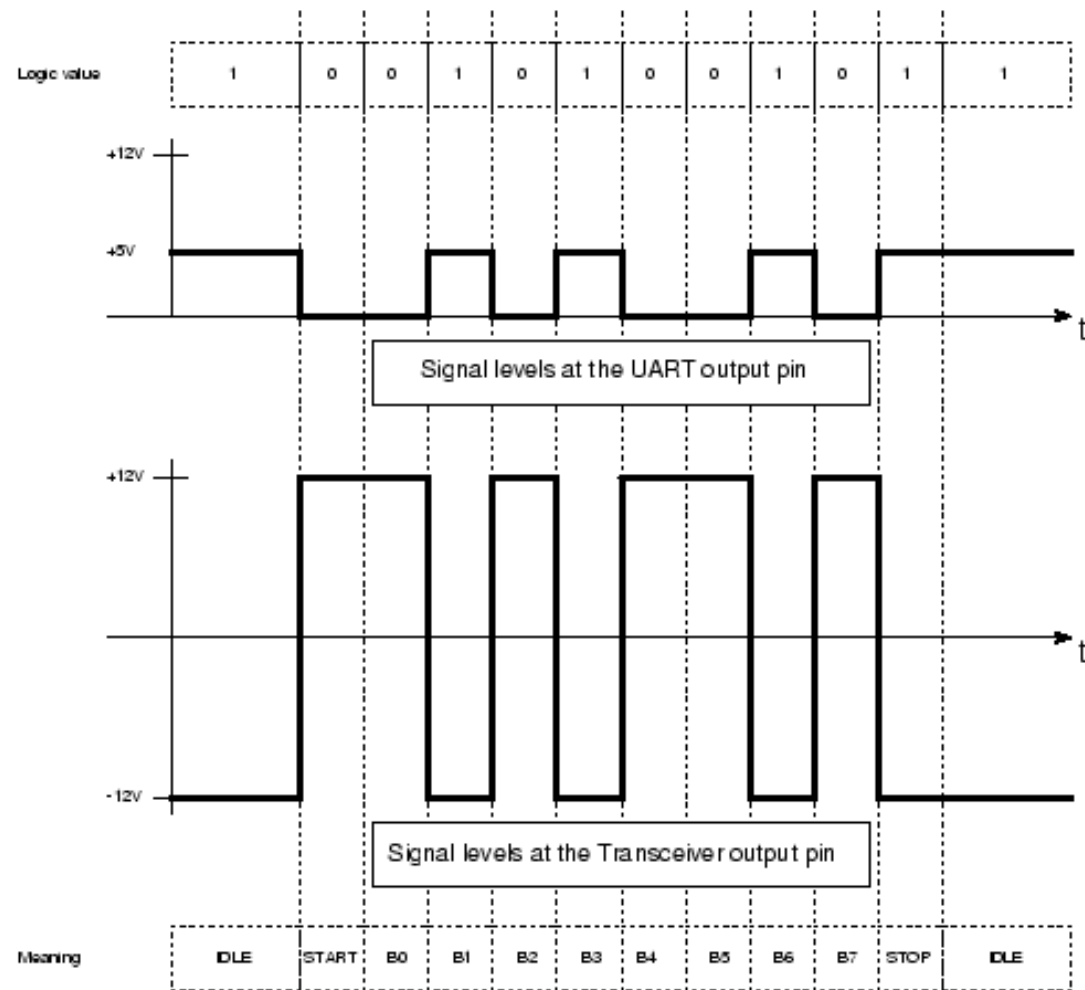 Logic value 1 0 0 1 0 1 0 0 1 0 1 1
+12V
+5V
t
Signal levels at the UART output pin
+12V
t
-12V
Signal levels at the Transceiver output pin
Meaning IDLE START B0 B1 B2 B3 B4 B5 B6 B7 STOP IDLE